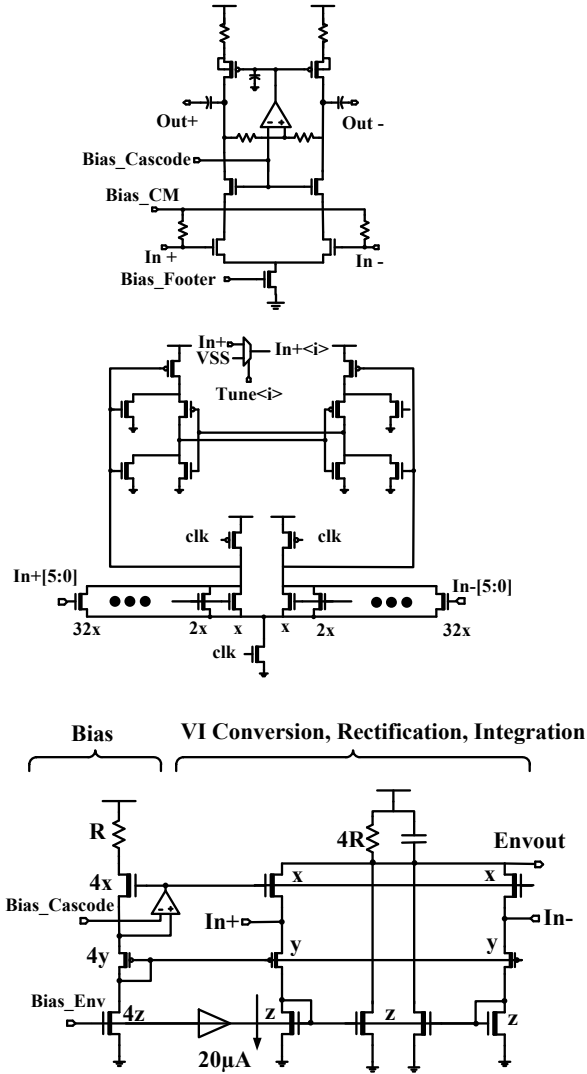 Out+ Out -
Bias_Cascode
Bias_CM
In + In -
Bias_Footer
In+
VSS In+<i>
Tune<i>
clk clk
In+[5:0] In-[5:0]
32x 2x x x 2x 32x
clk
Bias VI Conversion, Rectification, Integration
R 4R Envout
4x x x
Bias_Cascode In+ In-
4y y y
Bias_Env 4z z z z
20µA
- +
- +